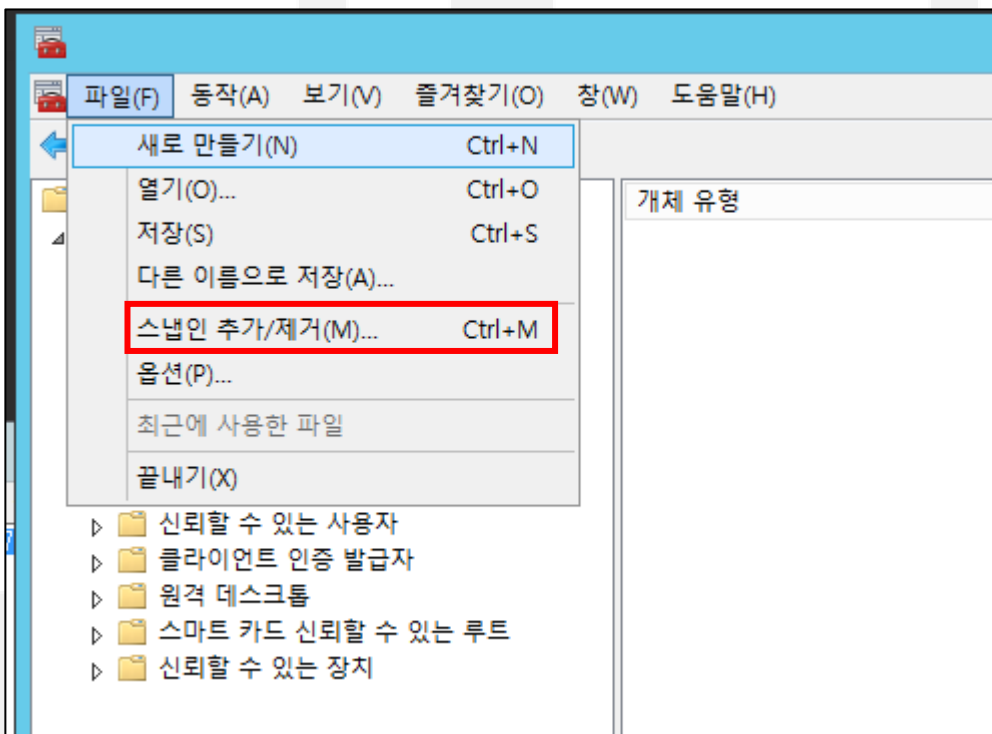 파일(F) 동작(A) 보기(V) 즐겨찾기(O) 창(W) 도움말(H)
새로 만들기(N) Ctrl+N
열기(O)... Ctrl+O
개체 유형
저장(S) Ctrl+S
다른 이름으로 저장(A)...
스냅인 추가/제거(M)... Ctrl+M
옵션(P)...
최근에 사용한 파일
끝내기(X)
신뢰할 수 있는 사용자
클라이언트 인증 발급자
원격 데스크톱
스마트 카드 신뢰할 수 있는 루트
신뢰할 수 있는 장치